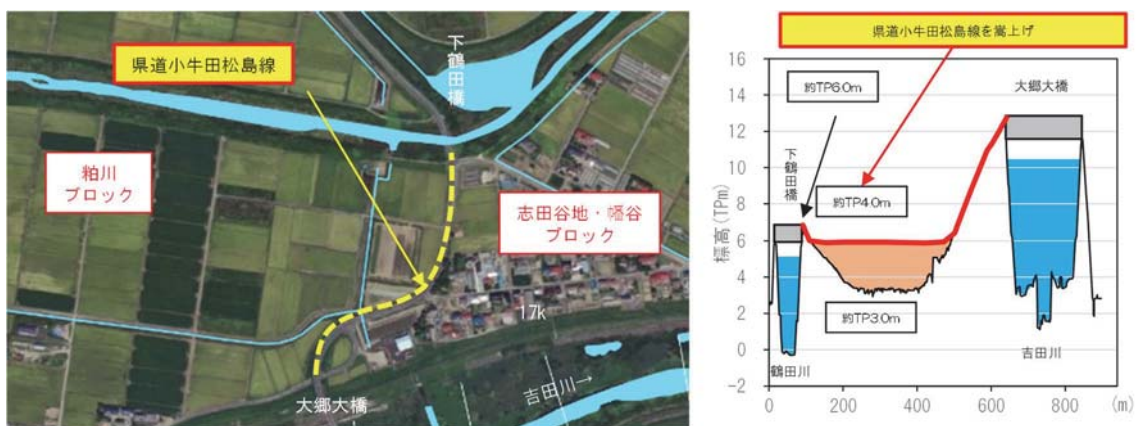 県道小牛田松島線
下鶴田橋
粕川
ブロック
志田谷地・幡谷
ブロック
17k
吉田川→
大郷大橋
県道小牛田松島線を嵩上げ
標高(TPm)
16
14
12
10
8
6
4
2
0
-2
0
200
400
600
800
(m)
約TP6.0m
大郷大橋
下鶴田橋
約TP4.0m
約TP3.0m
鶴田川
吉田川